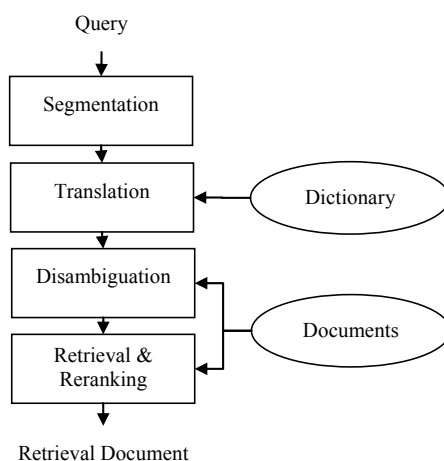 Query
Segmentation
Translation
Dictionary
Disambiguation
Documents
Retrieval &
Reranking
Retrieval Document